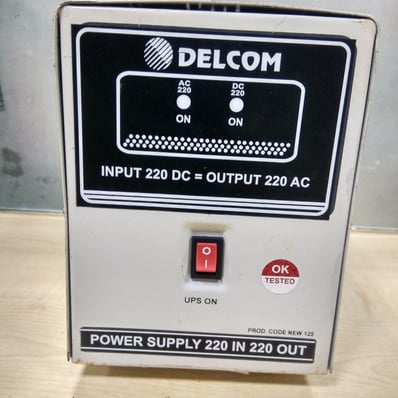 DELCOM
AC DC
220 220
ON ON
INPUT 220 DC = OUTPUT 220 AC
O
I
OK
TESTED
UPS ON
PROD. CODE NEW 125
POWER SUPPLY 220 IN 220 OUT